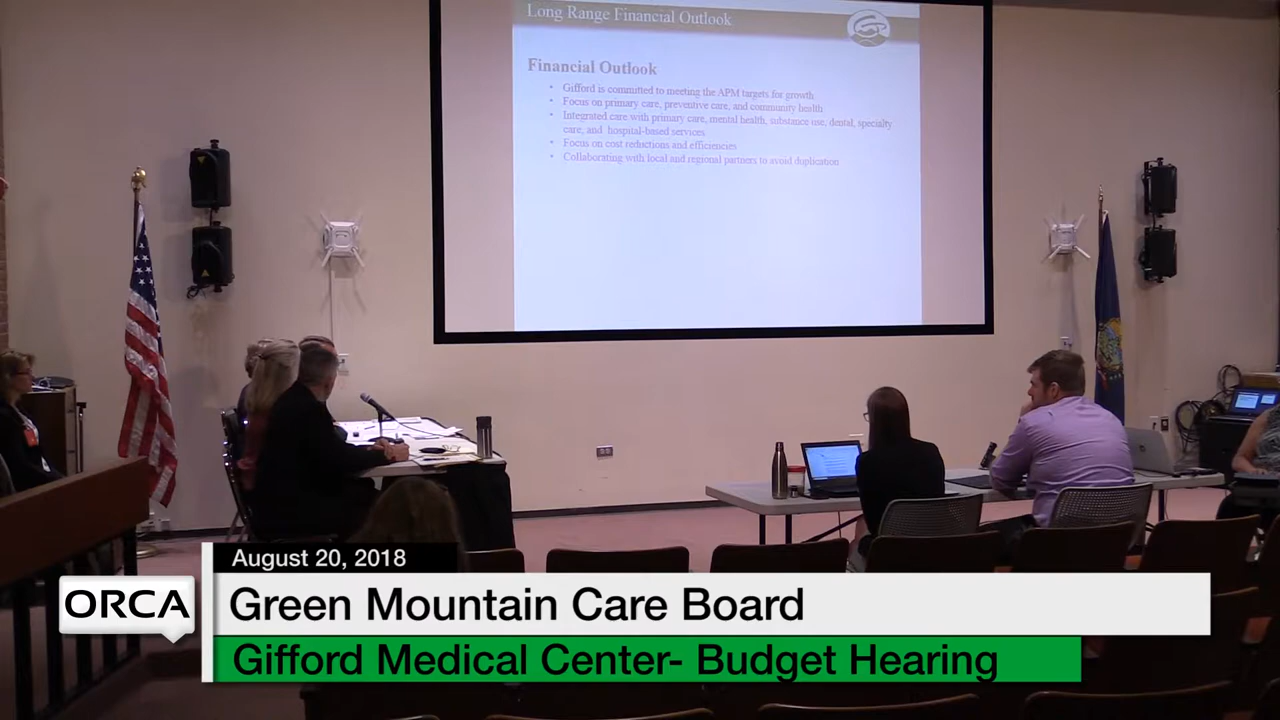 Long Range Financial Outlook
Financial Outlook
• Gifford is committed to meeting the APM targets for growth
• Focus on primary care, preventive care, and community health
• Integrated care with primary care, mental health, substance use, dental, specialty
care, and hospital-based services
• Focus on cost reductions and efficiencies
• Collaborating with local and regional partners to avoid duplication
August 20, 2018
ORCA
Green Mountain Care Board
Gifford Medical Center- Budget Hearing